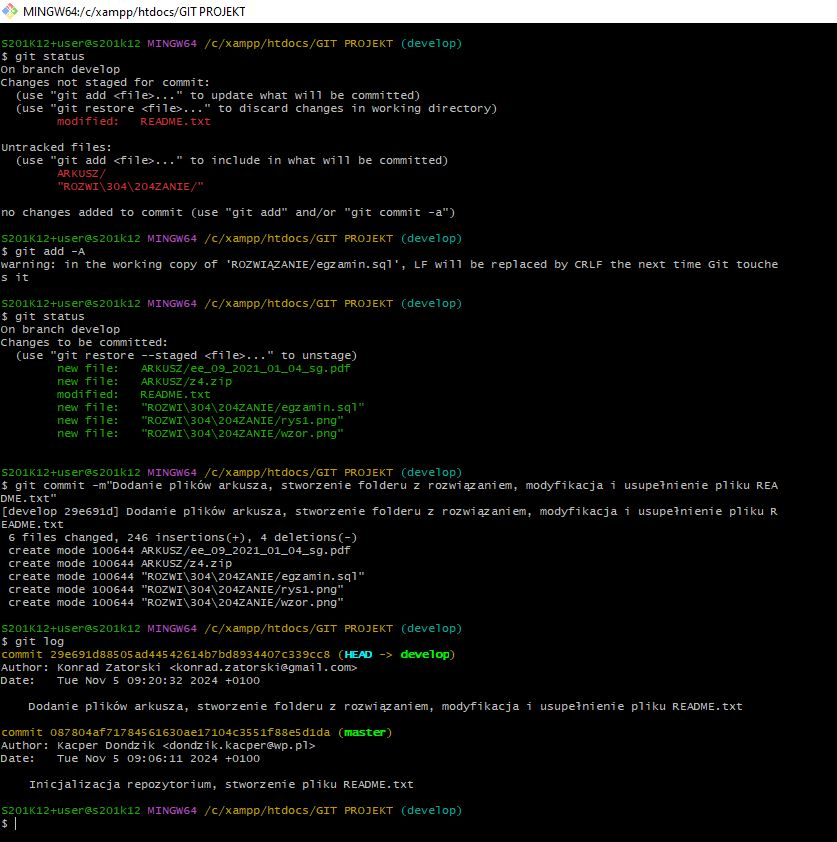 MINGW64:/c/xampp/htdocs/GIT PROJEKT
S201K12+user@s201k12 MINGW64 /c/xampp/htdocs/GIT PROJEKT (develop)
$ git status
On branch develop
Changes not staged for commit:
  (use "git add <file>..." to update what will be committed)
  (use "git restore <file>..." to discard changes in working directory)
        modified:   README.txt

Untracked files:
  (use "git add <file>..." to include in what will be committed)
        ARKUSZ/
        "ROZWI\304\204ZANIE/"

no changes added to commit (use "git add" and/or "git commit -a")

S201K12+user@s201k12 MINGW64 /c/xampp/htdocs/GIT PROJEKT (develop)
$ git add -A
warning: in the working copy of 'ROZWIĄZANIE/egzamin.sql', LF will be replaced by CRLF the next time Git touche
s it

S201K12+user@s201k12 MINGW64 /c/xampp/htdocs/GIT PROJEKT (develop)
$ git status
On branch develop
Changes to be committed:
  (use "git restore --staged <file>..." to unstage)
        new file:   ARKUSZ/ee_09_2021_01_04_sg.pdf
        new file:   ARKUSZ/z4.zip
        modified:   README.txt
        new file:   "ROZWI\304\204ZANIE/egzamin.sql"
        new file:   "ROZWI\304\204ZANIE/rys1.png"
        new file:   "ROZWI\304\204ZANIE/wzor.png"

S201K12+user@s201k12 MINGW64 /c/xampp/htdocs/GIT PROJEKT (develop)
$ git commit -m"Dodanie plików arkusza, stworzenie folderu z rozwiązaniem, modyfikacja i usupełnienie pliku REA
DME.txt"
[develop 29e691d] Dodanie plików arkusza, stworzenie folderu z rozwiązaniem, modyfikacja i usupełnienie pliku R
EADME.txt
 6 files changed, 246 insertions(+), 4 deletions(-)
 create mode 100644 ARKUSZ/ee_09_2021_01_04_sg.pdf
 create mode 100644 ARKUSZ/z4.zip
 create mode 100644 "ROZWI\304\204ZANIE/egzamin.sql"
 create mode 100644 "ROZWI\304\204ZANIE/rys1.png"
 create mode 100644 "ROZWI\304\204ZANIE/wzor.png"

S201K12+user@s201k12 MINGW64 /c/xampp/htdocs/GIT PROJEKT (develop)
$ git log
commit 29e691d88505ad44542614b7bd8934407c339cc8 (HEAD -> develop)
Author: Konrad Zatorski <konrad.zatorski@gmail.com>
Date:   Tue Nov 5 09:20:32 2024 +0100

    Dodanie plików arkusza, stworzenie folderu z rozwiązaniem, modyfikacja i usupełnienie pliku README.txt

commit 087804af71784561630ae17104c3551f88e5d1da (master)
Author: Kacper Dondzik <dondzik.kacper@wp.pl>
Date:   Tue Nov 5 09:06:11 2024 +0100

    Inicjalizacja repozytorium, stworzenie pliku README.txt

S201K12+user@s201k12 MINGW64 /c/xampp/htdocs/GIT PROJEKT (develop)
$